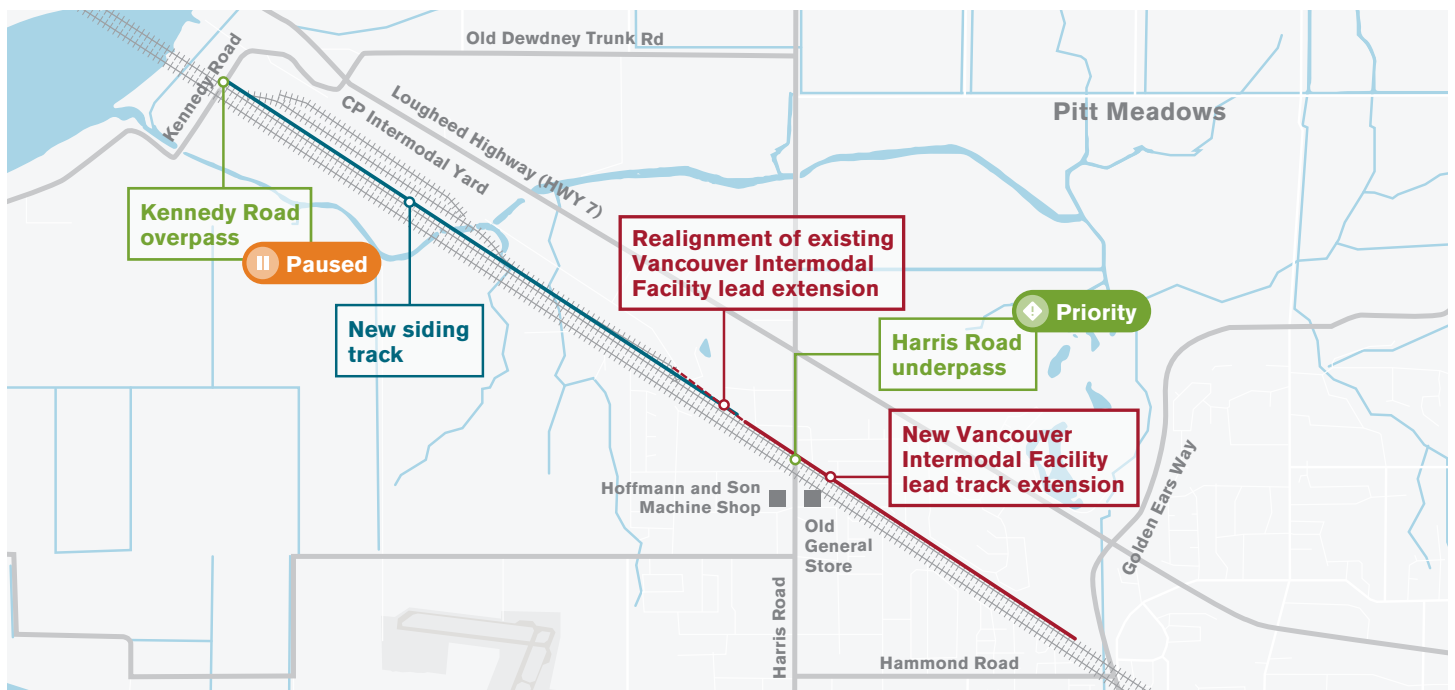 Old Dewdney Trunk Rd
Kennedy Road
Lougheed Highway (HWY 7)
CP Intermodal Yard
Pitt Meadows
Kennedy Road
overpass
Paused
New siding
track
Realignment of existing
Vancouver Intermodal
Facility lead extension
Priority
Harris Road
underpass
New Vancouver
Intermodal Facility
lead track extension
Golden Ears Way
Hoffmann and Son
Machine Shop
Old
General
Store
Harris Road
Hammond Road